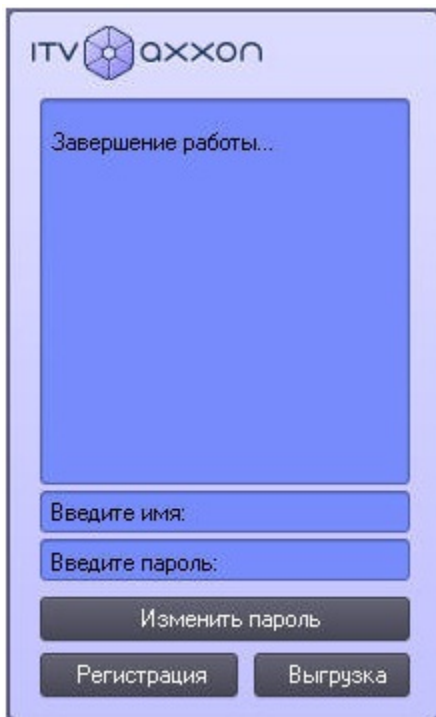 ITV axxon
Завершение работы...
Введите имя:
Введите пароль:
Изменить пароль
Регистрация Выгрузка